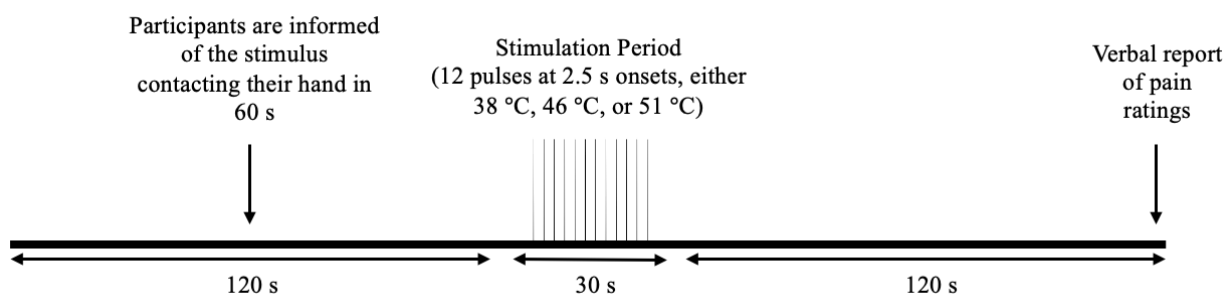 Participants are informed
of the stimulus
contacting their hand in
60 s
Stimulation Period
(12 pulses at 2.5 s onsets, either
38 °C, 46 °C, or 51 °C)
Verbal report
of pain
ratings
120 s
30 s
120 s